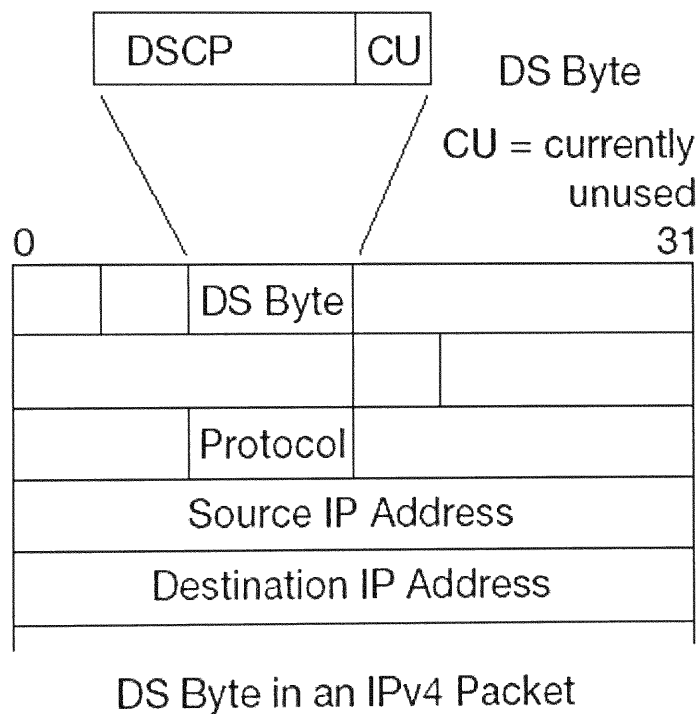 DSCP CU DS Byte
CU = currently
unused
0 31
DS Byte
Protocol
Source IP Address
Destination IP Address
DS Byte in an IPv4 Packet